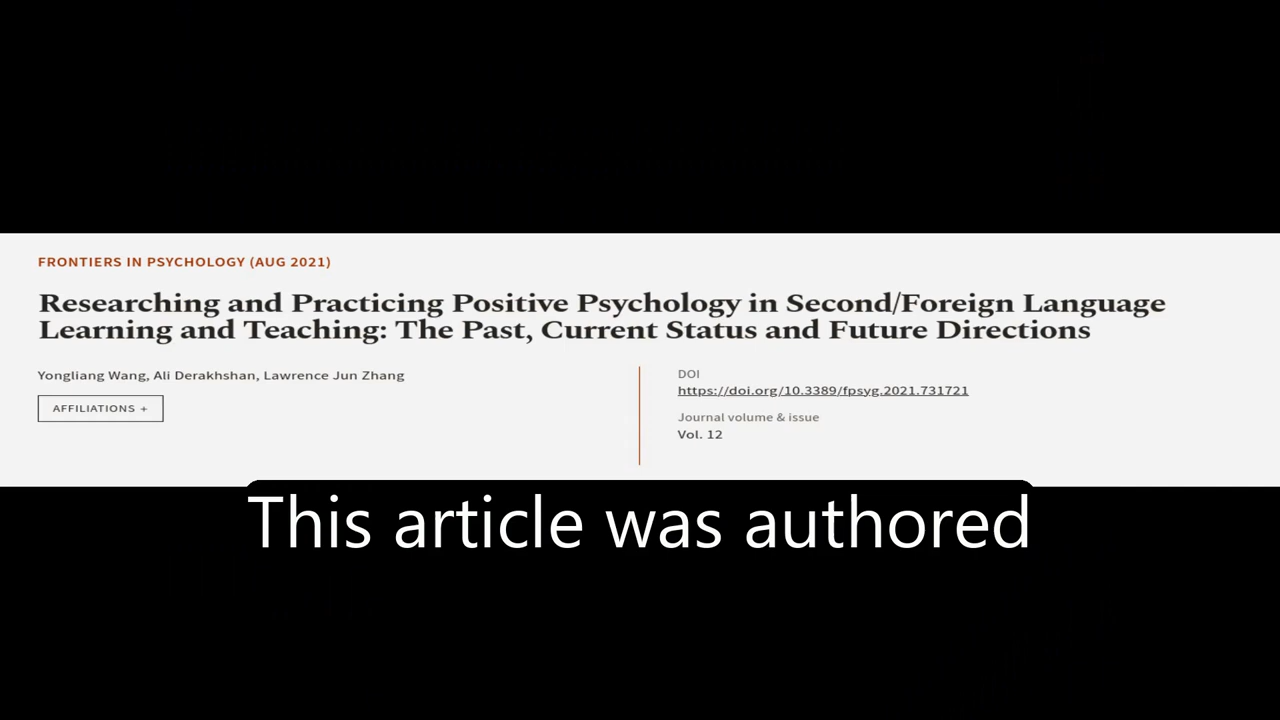 FRONTIERS IN PSYCHOLOGY (AUG 2021)
Researching and Practicing Positive Psychology in Second/Foreign Language
Learning and Teaching: The Past, Current Status and Future Directions
Yongliang Wang, Ali Derakhshan, Lawrence Jun Zhang
AFFILIATIONS +
DOI
https://doi.org/10.3389/fpsyg.2021.731721
Journal volume & issue
Vol. 12
This article was authored